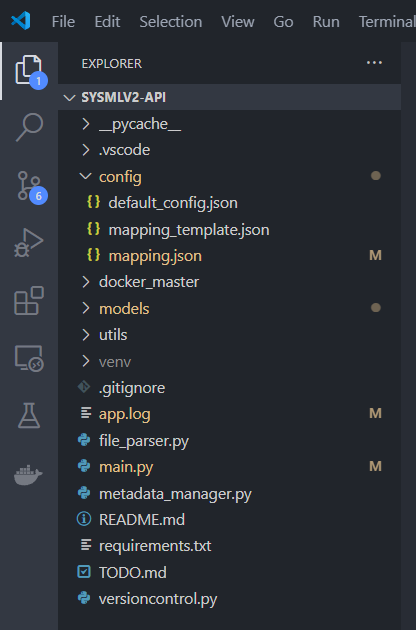 File Edit Selection View Go Run Terminal
EXPLORER ...
SYSMLV2-API
__pycache__
.vscode
config
{} default_config.json
{} mapping_template.json
{} mapping.json M
docker_master
models
utils
venv
.gitignore
app.log M
file_parser.py
main.py M
metadata_manager.py
README.md
requirements.txt
TODO.md
versioncontrol.py
1
6